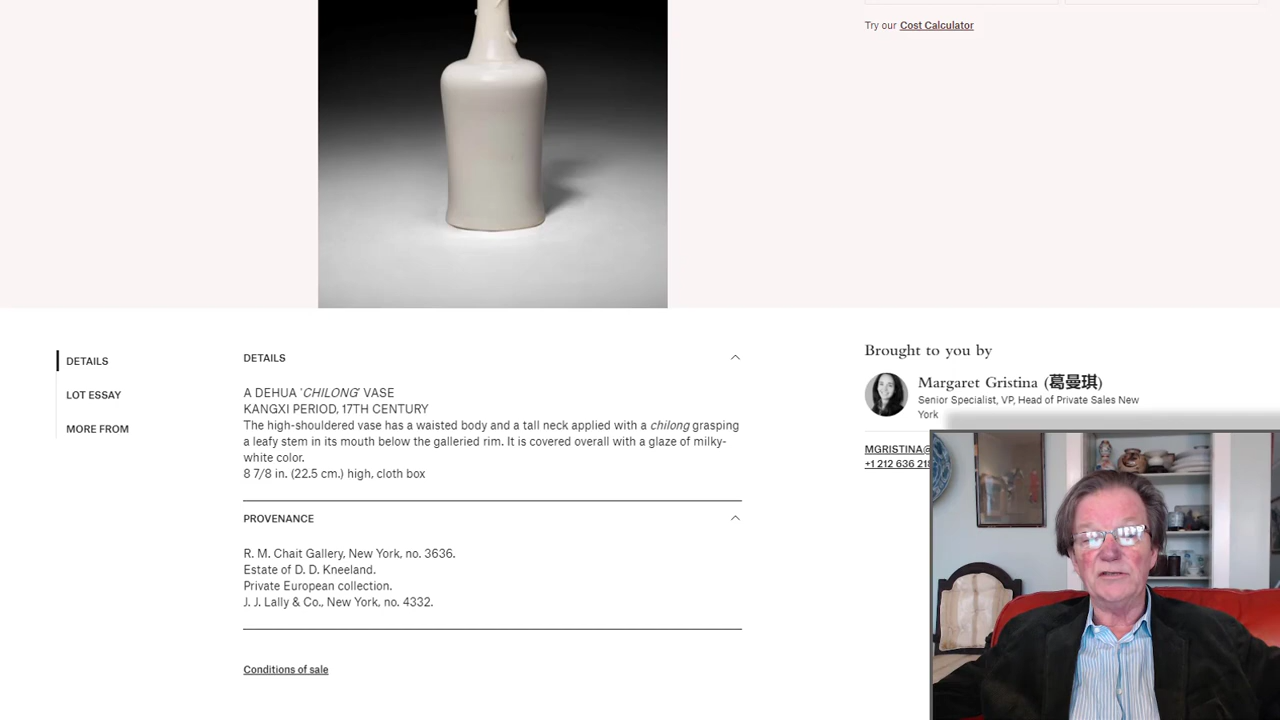 Try our Cost Calculator
DETAILS
LOT ESSAY
MORE FROM
DETAILS
A DEHUA 'CHILONG' VASE
KANGXI PERIOD, 17TH CENTURY
The high-shouldered vase has a waisted body and a tall neck applied with a chilong grasping
a leafy stem in its mouth below the galleried rim. It is covered overall with a glaze of milky-
white color.
8 7/8 in. (22.5 cm.) high, cloth box
PROVENANCE
R. M. Chait Gallery, New York, no. 3636.
Estate of D. D. Kneeland.
Private European collection.
J. J. Lally & Co., New York, no. 4332.
Conditions of sale
Brought to you by
Margaret Gristina (葛曼琪)
Senior Specialist, VP, Head of Private Sales New
York
MGRISTINA@
+1 212 636